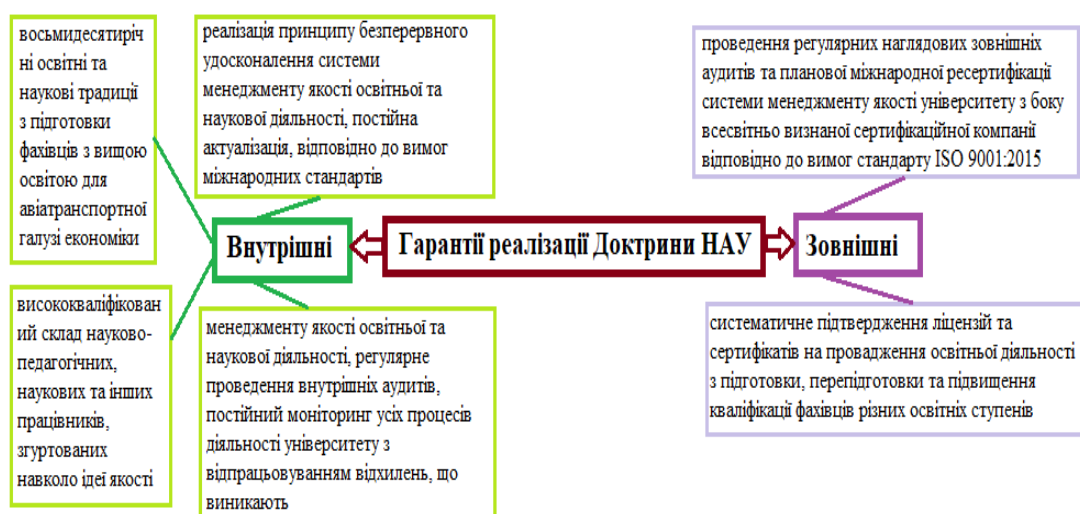 восьмидесятиріч
ні освітні та
наукові традиції
з підготовки
фахівців з вищою
освітою для
авіатранспортної
галузі економіки
реалізація принципу безперервного
удосконалення системи
менеджменту якості освітньої та
наукової діяльності, постійна
актуалізація, відповідно до вимог
міжнародних стандартів
проведення регулярних наглядових зовнішніх
аудитів та планової міжнародної ресертифікації
системи менеджменту якості університету з боку
всесвітньо визнаної сертифікаційної компанії
відповідно до вимог стандарту ISO 9001:2015
Внутрішні
Гарантії реалізації Доктрини НАУ
Зовнішні
висококваліфікован
ий склад науково-
педагогічних,
наукових та інших
працівників,
згуртованих
навколо ідеї якості
менеджменту якості освітньої та
наукової діяльності, регулярне
проведення внутрішніх аудитів,
постійний моніторинг усіх процесів
діяльності університету з
відпрацьовуванням відхилень, що
виникають
систематичне підтвердження ліцензій та
сертифікатів на провадження освітньої діяльності
з підготовки, перепідготовки та підвищення
кваліфікації фахівців різних освітніх ступенів